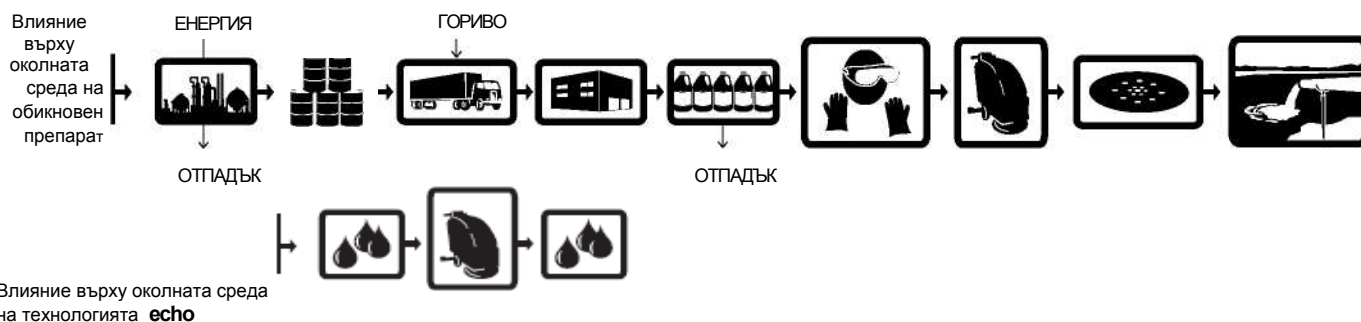 Влияние
върху
околната
среда на
обикновен
препарат
ЕНЕРГИЯ
ГОРИВО
ОТПАДЪК
ОТПАДЪК
Влияние върху околната среда
на технологията echo